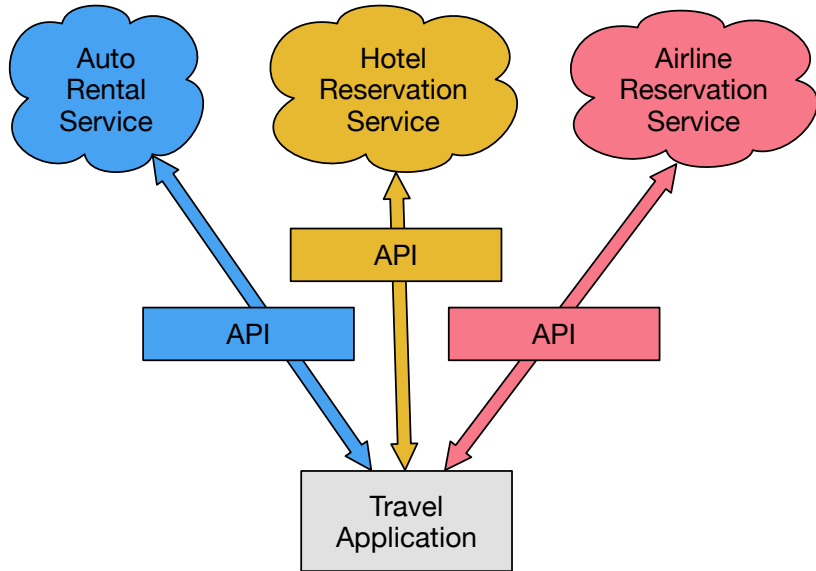 Auto
Rental
Service
Hotel
Reservation
Service
Airline
Reservation
Service
API
API
API
Travel
Application